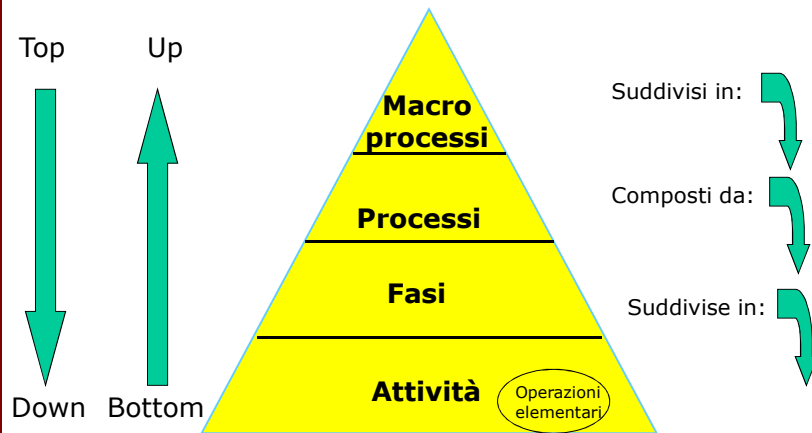 Top
Up
Down
Bottom
Macro
processi
Processi
Fasi
Attività
Operazioni
elementari
Suddivisi in:
Composti da:
Suddivise in: